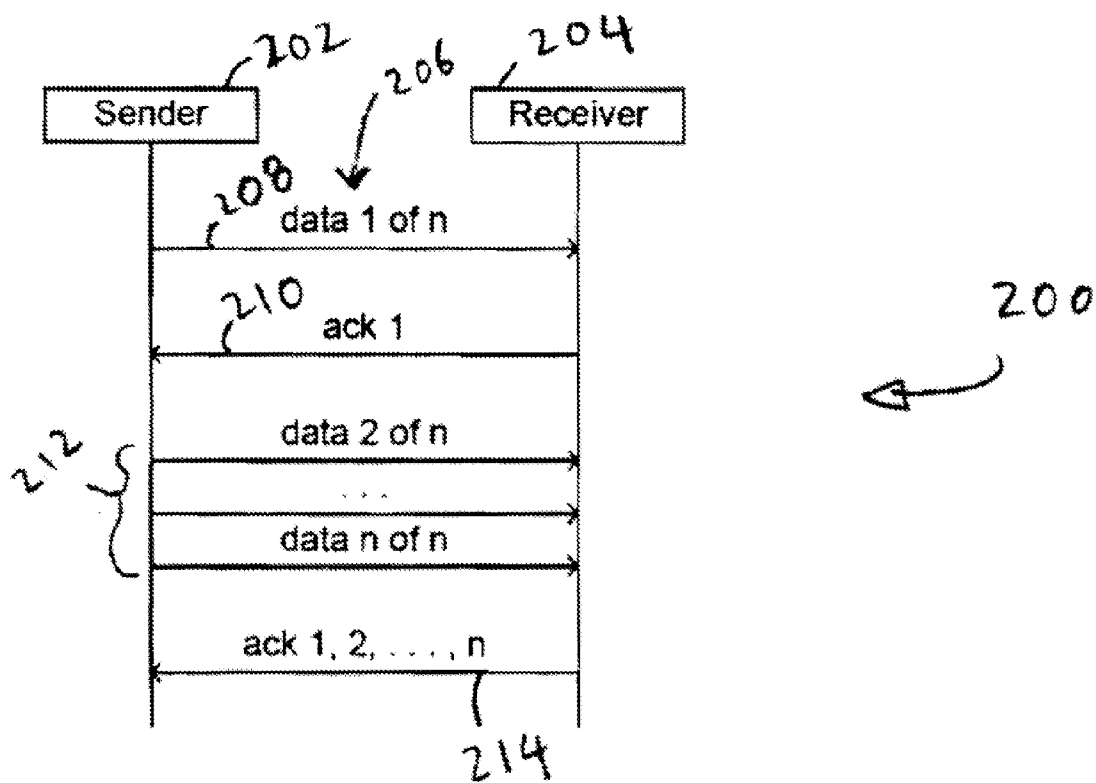 202
204
206
Sender
Receiver
208
data 1 of n
210
ack 1
200
data 2 of n
212
. . .
data n of n
ack 1, 2, . . . , n
214